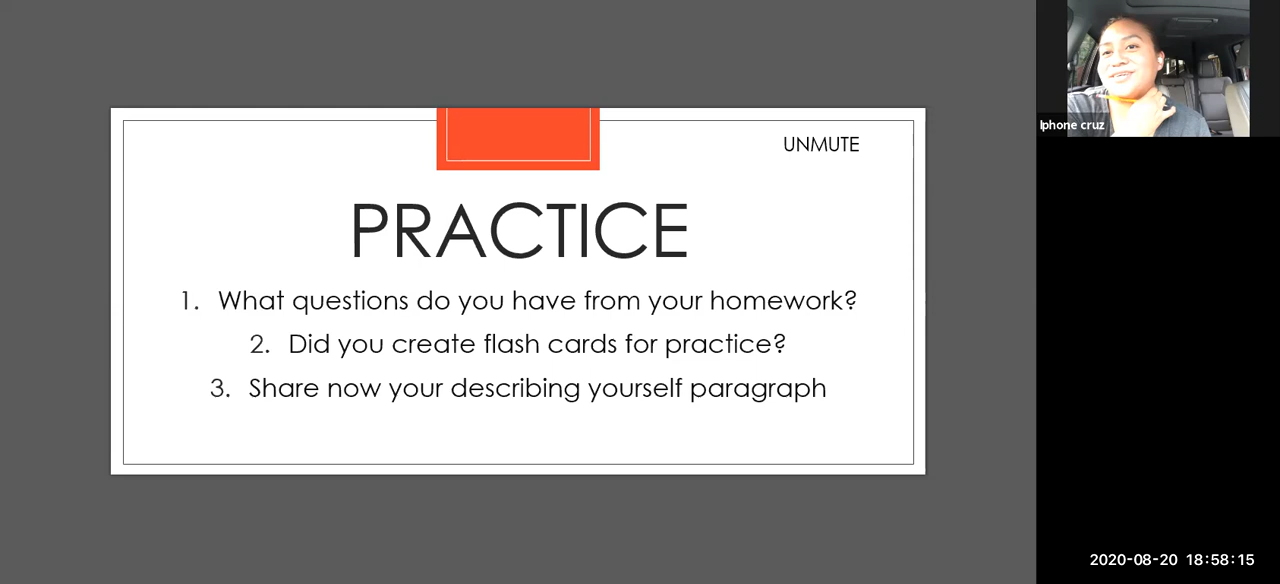 UNMUTE
PRACTICE
1. What questions do you have from your homework?
2. Did you create flash cards for practice?
3. Share now your describing yourself paragraph
Iphone cruz
2020-08-20 18:58:15